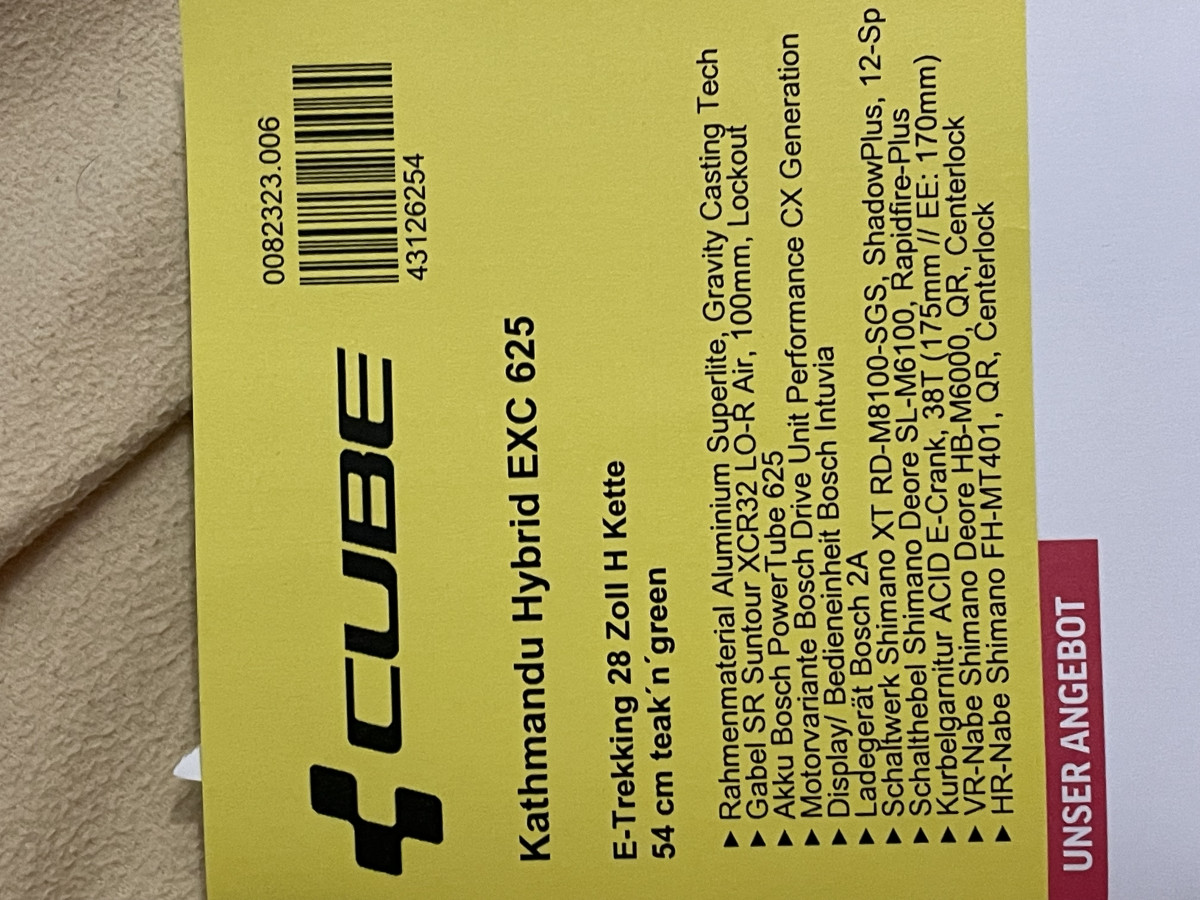 CUBE
00822323.006
43126254
Kathmandu Hybrid EXC 625
E-Trekking 28 Zoll H Kette
54 cm teak´n´green
► Rahmenmaterial Aluminium Superlite, Gravity Casting Tech
► Gabel SR Suntour XCR32 LO-R Air, 100mm, Lockout
► Akku Bosch PowerTube 625
► Motorvariante Bosch Drive Unit Performance CX Generation
► Display/ Bedieneinheit Bosch Intuvia
► Ladegerät Bosch 2A
► Schaltwerk Shimano XT RD-M8100-SGS, ShadowPlus, 12-Sp
► Schalthebel Shimano Deore SL-M6100, Rapidfire-Plus
► Kurbelgarnitur ACID E-Crank, 38T (175mm // EE: 170mm)
► VR-Nabe Shimano Deore HB-M6000, QR, Centerlock
► HR-Nabe Shimano FH-MT401, QR, Centerlock
UNSER ANGEBOT